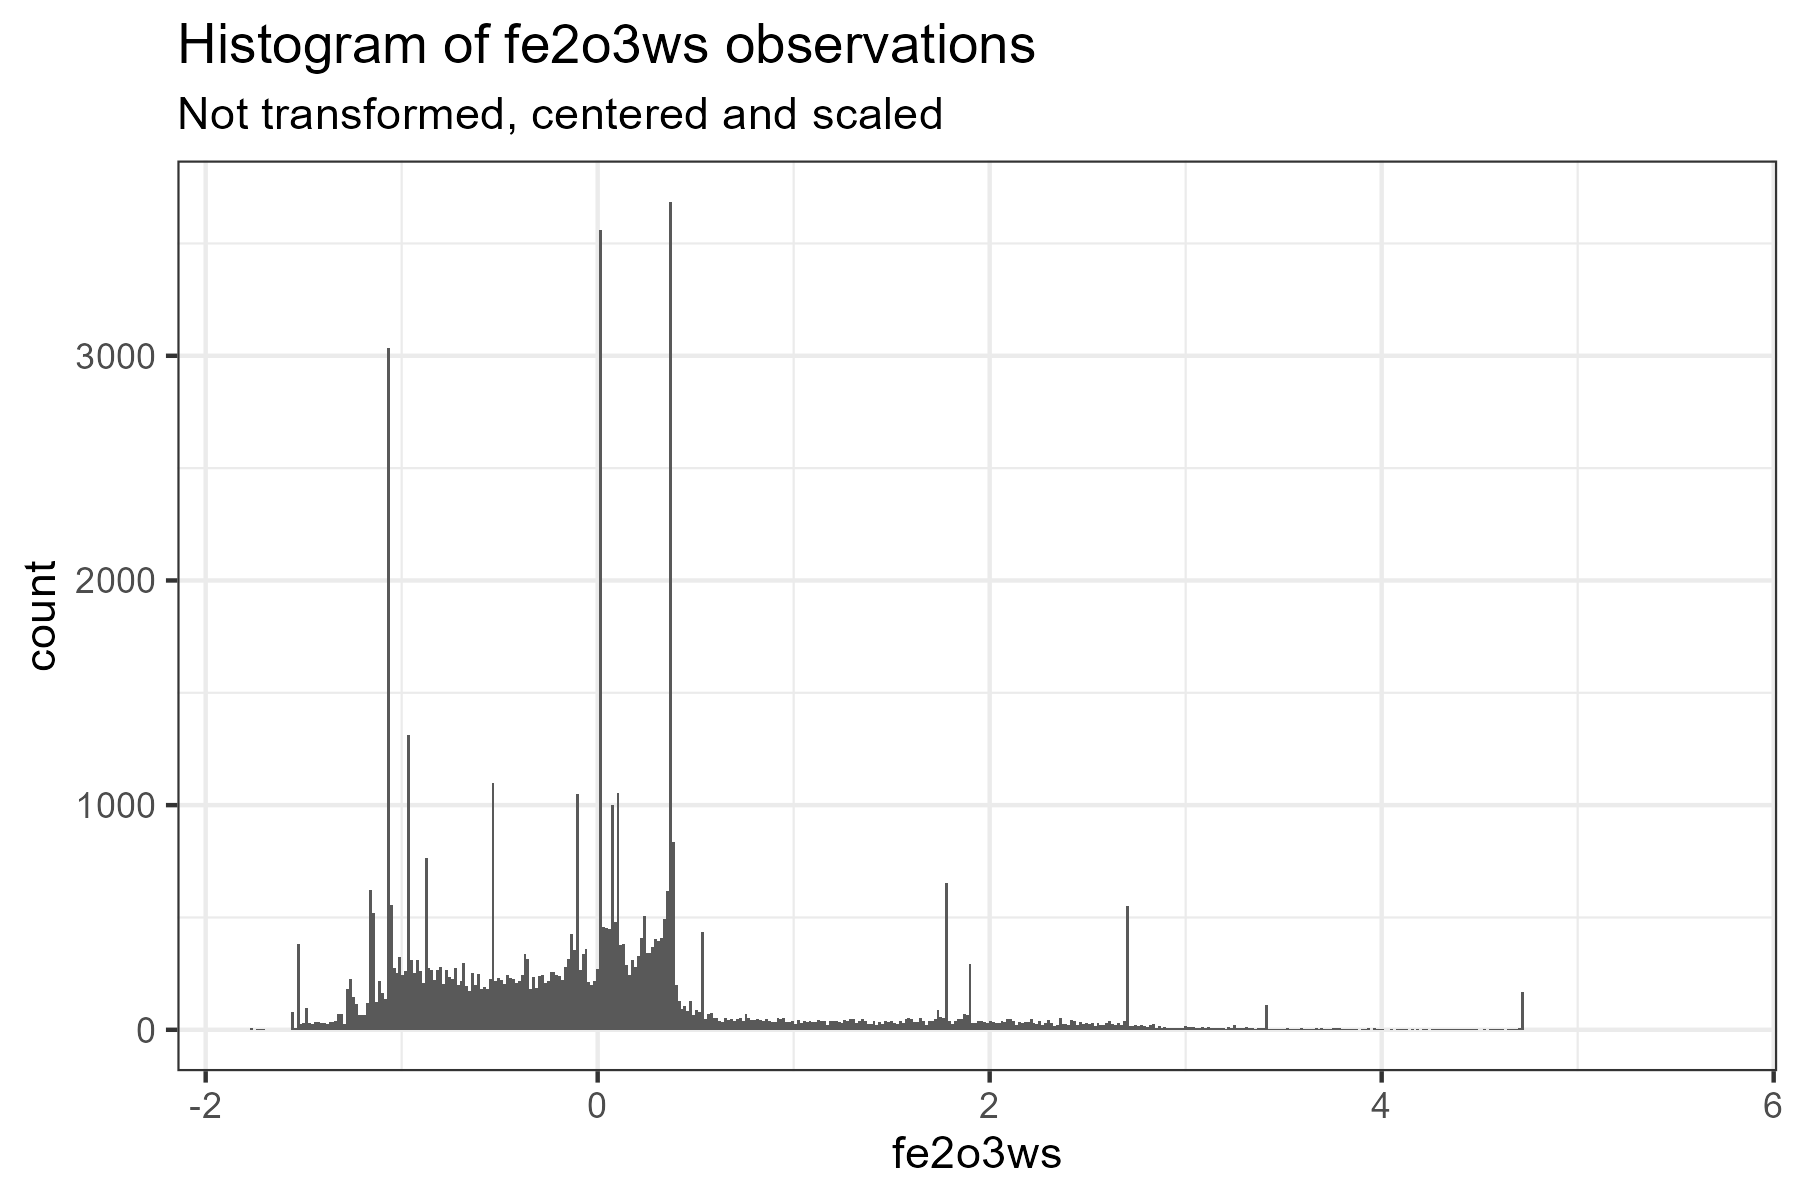 Histogram of fe2o3ws observations
Not transformed, centered and scaled
count
3000
2000
1000
0
-2
0
2
4
6
fe2o3ws